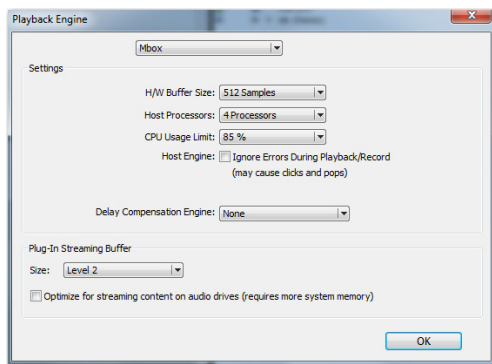 Playback Engine
Mbox
Settings
H/W Buffer Size: 512 Samples
Host Processors: 4 Processors
CPU Usage Limit: 85 %
Host Engine: Ignore Errors During Playback/Record
(may cause clicks and pops)
Delay Compensation Engine: None
Plug-In Streaming Buffer
Size: Level 2
Optimize for streaming content on audio drives (requires more system memory)
OK